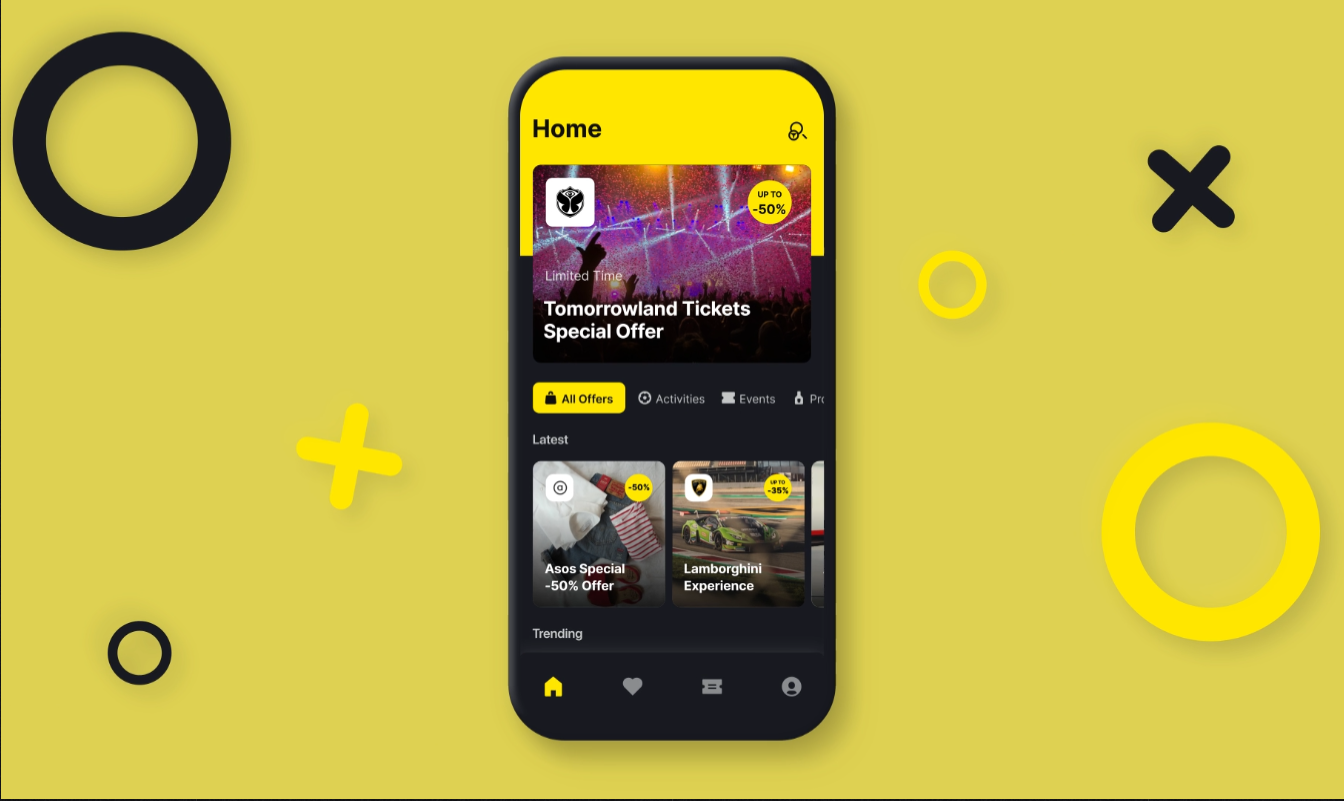 Home
UP TO
-50%
Limited Time
Tomorrowland Tickets
Special Offer
All Offers
Activities
Events
Pro
Latest
-50%
Asos Special
-50% Offer
UP TO
-35%
Lamborghini
Experience
Trending